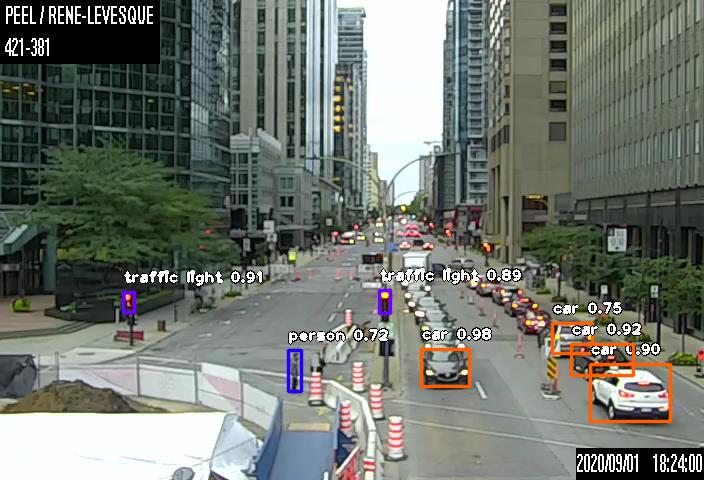 PEEL / RENE-LEVESQUE
421-381
traffic light 0.91
traffic light 0.89
car 0.75
person 0.72
car 0.98
car 0.92
car 0.90
2020/09/01 18:24:00